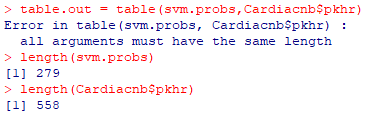 > table.out = table(svm.probs,Cardiacnb$pkhr)
Error in table(svm.probs, Cardiacnb$pkhr) :
  all arguments must have the same length
> length(svm.probs)
[1] 279
> length(Cardiacnb$pkhr)
[1] 558